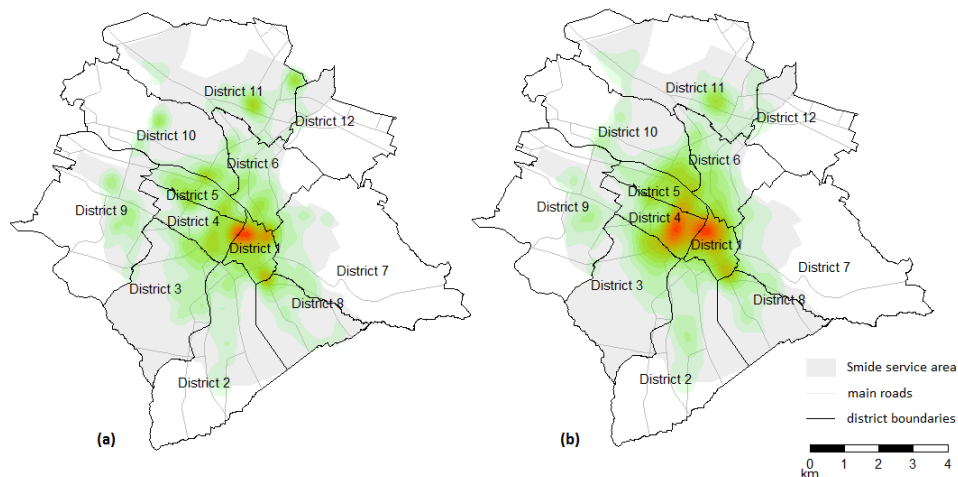 District 11
District 12
District 10
District 6
District 5
District 9
District 4
District 1
District 7
District 3
District 8
District 2
(a)
District 11
District 12
District 10
District 6
District 5
District 9
District 4
District 1
District 7
District 3
District 8
District 2
(b)
Smide service area
main roads
district boundaries
0 1 2 3 4
km